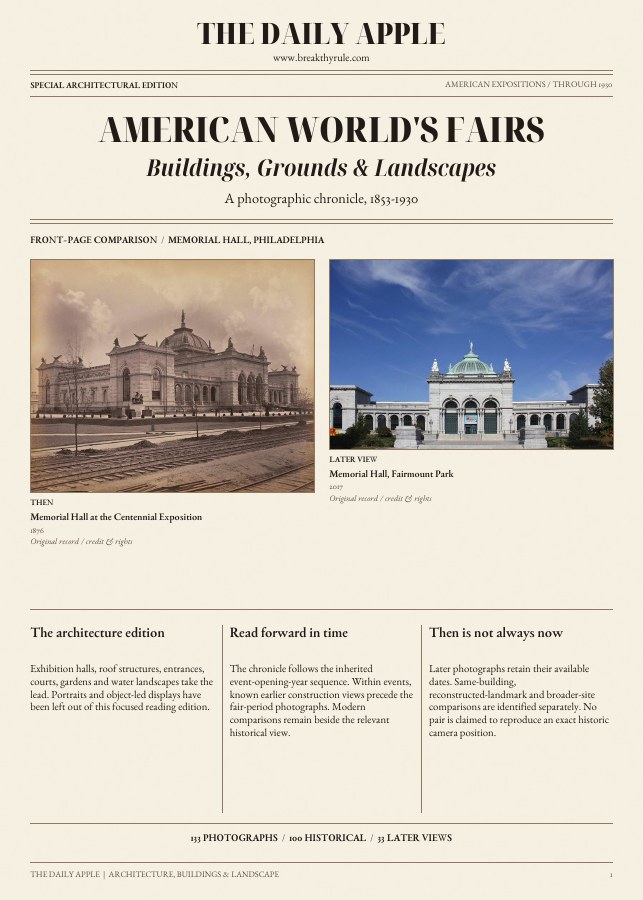 THE DAILY APPLE
www.breakthyrule.com
SPECIAL ARCHITECTURAL EDITION
AMERICAN EXPOSITIONS / THROUGH 1930
AMERICAN WORLD'S FAIRS
Buildings, Grounds & Landscapes
A photographic chronicle, 1853-1930
FRONT-PAGE COMPARISON / MEMORIAL HALL, PHILADELPHIA
THEN
Memorial Hall at the Centennial Exposition
1876
Original record / credit & rights
LATER VIEW
Memorial Hall, Fairmount Park
2017
Original record / credit & rights
The architecture edition
Exhibition halls, roof structures, entrances,
courts, gardens and water landscapes take the
lead. Portraits and object-led displays have
been left out of this focused reading edition.
Read forward in time
The chronicle follows the inherited
event-opening-year sequence. Within events,
known earlier construction views precede the
fair-period photographs. Modern
comparisons remain beside the relevant
historical view.
Then is not always now
Later photographs retain their available
dates. Same-building,
reconstructed-landmark and broader-site
comparisons are identified separately. No
pair is claimed to reproduce an exact historic
camera position.
133 PHOTOGRAPHS / 100 HISTORICAL / 33 LATER VIEWS
THE DAILY APPLE | ARCHITECTURE, BUILDINGS & LANDSCAPE
1